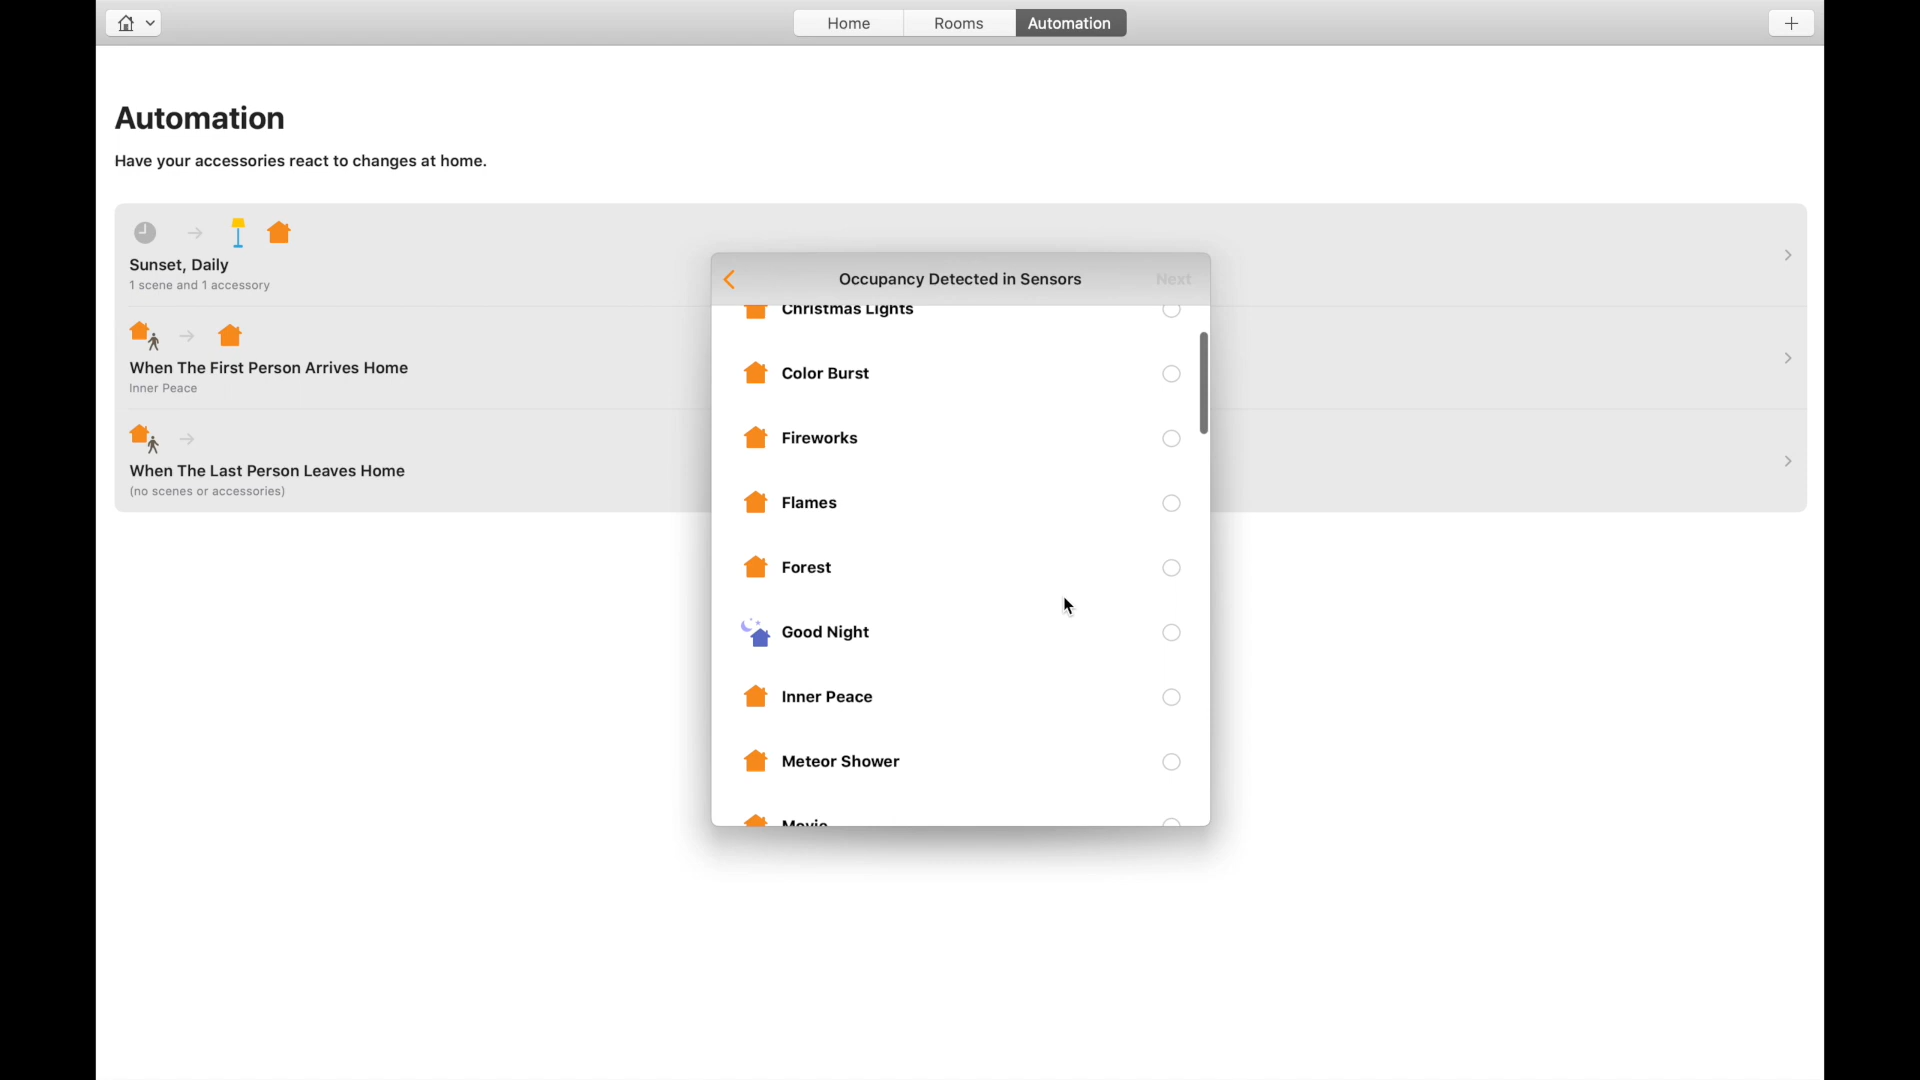 Home
Rooms
Automation
Automation
Have your accessories react to changes at home.
Sunset, Daily
1 scene and 1 accessory
When The First Person Arrives Home
Inner Peace
When The Last Person Leaves Home
(no scenes or accessories)
Occupancy Detected in Sensors
Next
Christmas Lights
Color Burst
Fireworks
Flames
Forest
Good Night
Inner Peace
Meteor Shower
Movie